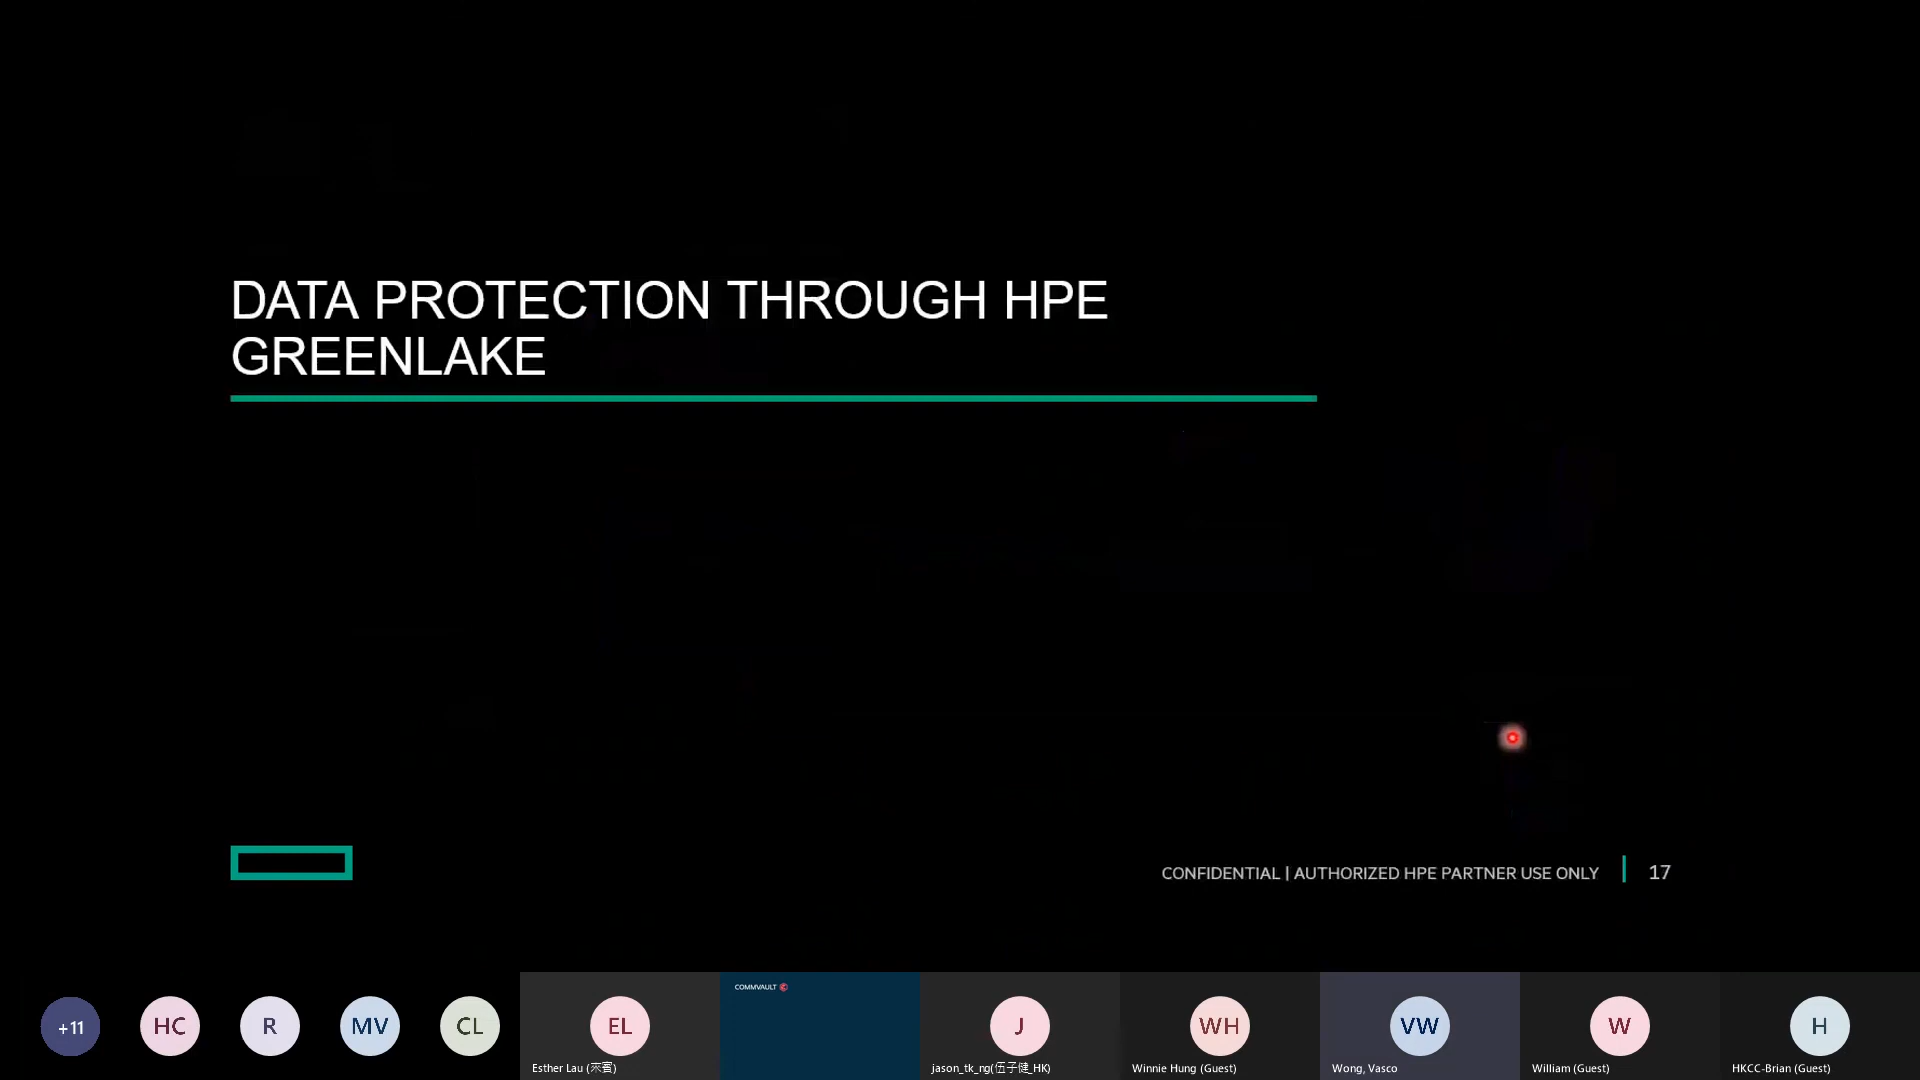 DATA PROTECTION THROUGH HPE
GREENLAKE
CONFIDENTIAL | AUTHORIZED HPE PARTNER USE ONLY
17
+11
HC
R
MV
CL
EL
Esther Lau (來賓)
COMMVAULT
J
jason_tk_ng(伍子健_HK)
WH
Winnie Hung (Guest)
VW
Wong, Vasco
W
William (Guest)
H
HKCC-Brian (Guest)